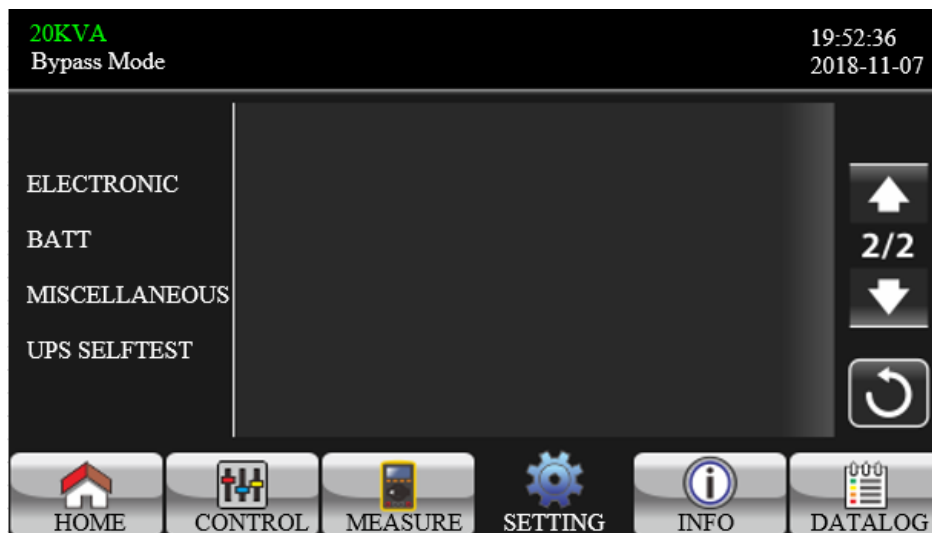 20KVA
Bypass Mode
19:52:36
2018-11-07
ELECTRONIC
BATT
MISCELLANEOUS
UPS SELFTEST
2/2
HOME
CONTROL
MEASURE
SETTING
INFO
DATALOG